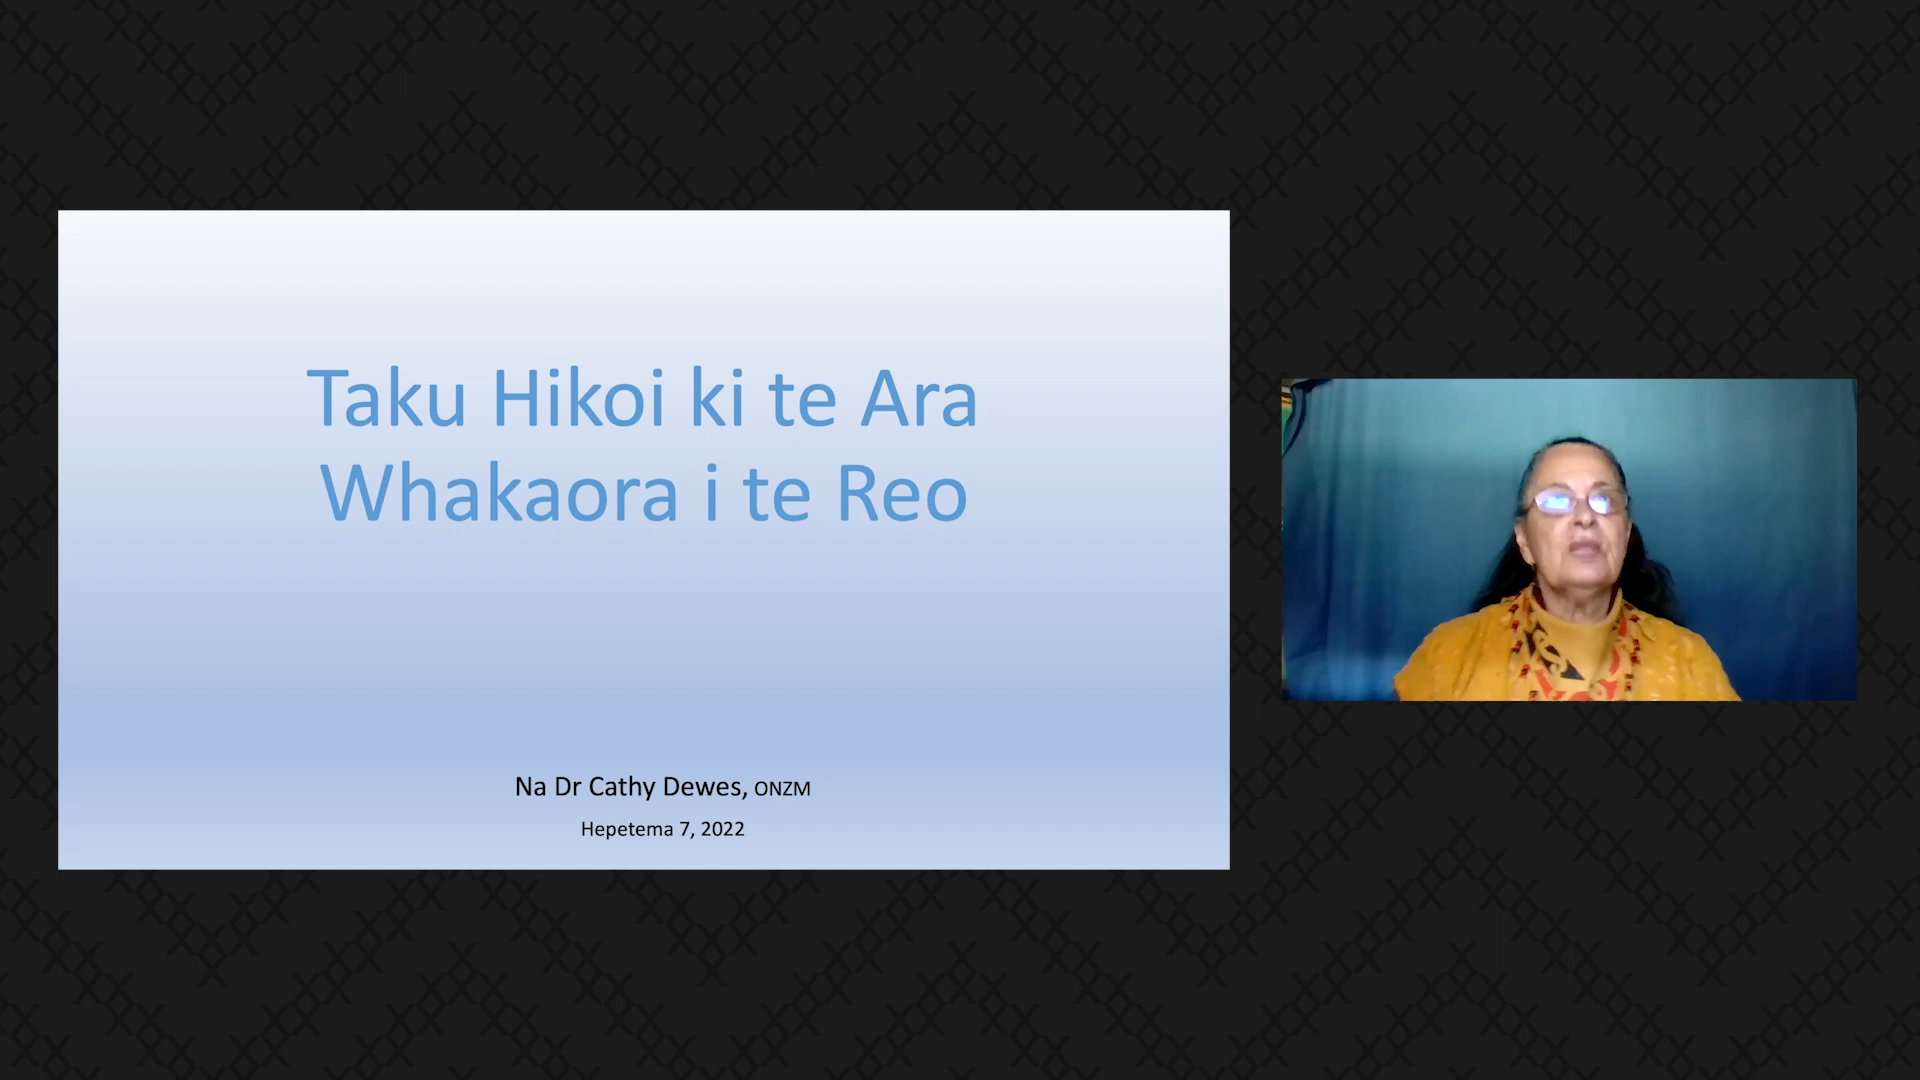 Taku Hikoi ki te Ara
Whakaora i te Reo
Na Dr Cathy Dewes, ONZM
Hepetema 7, 2022